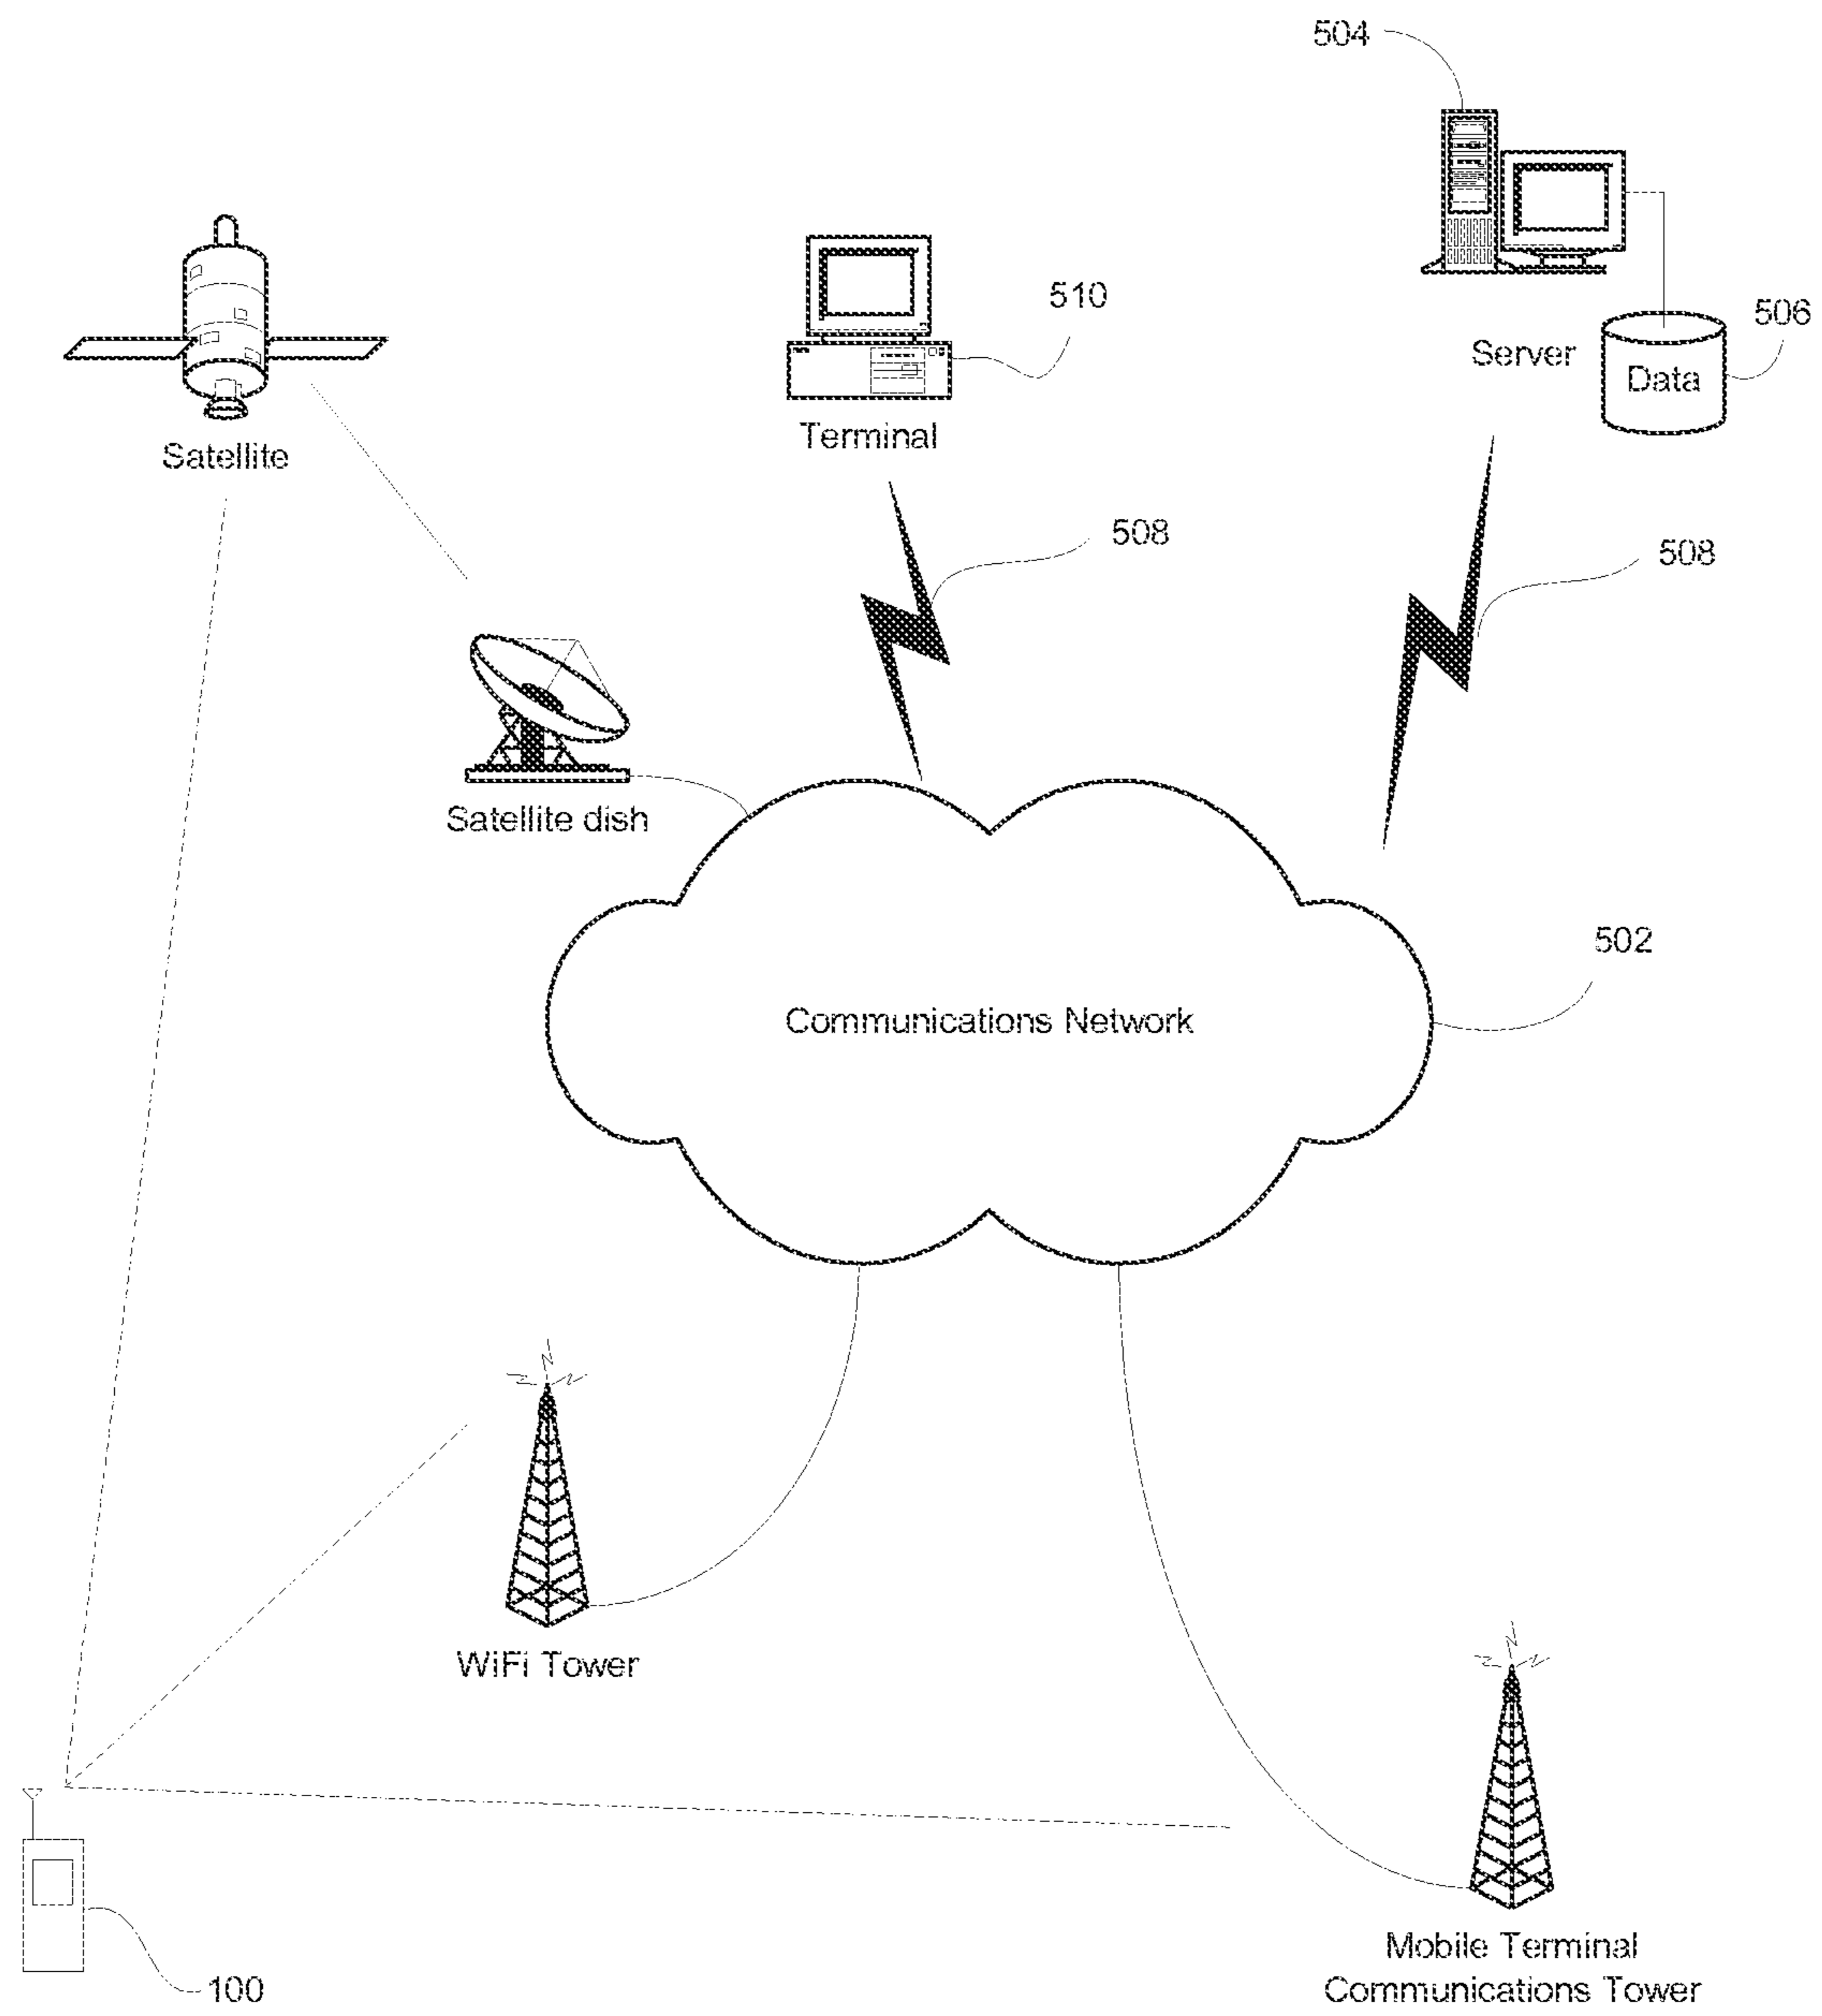 504
510
506
Server
Data
Terminal
Satellite
508
508
Satellite dish
502
Communications Network
WiFi Tower
Mobile Terminal
Communications Tower
100